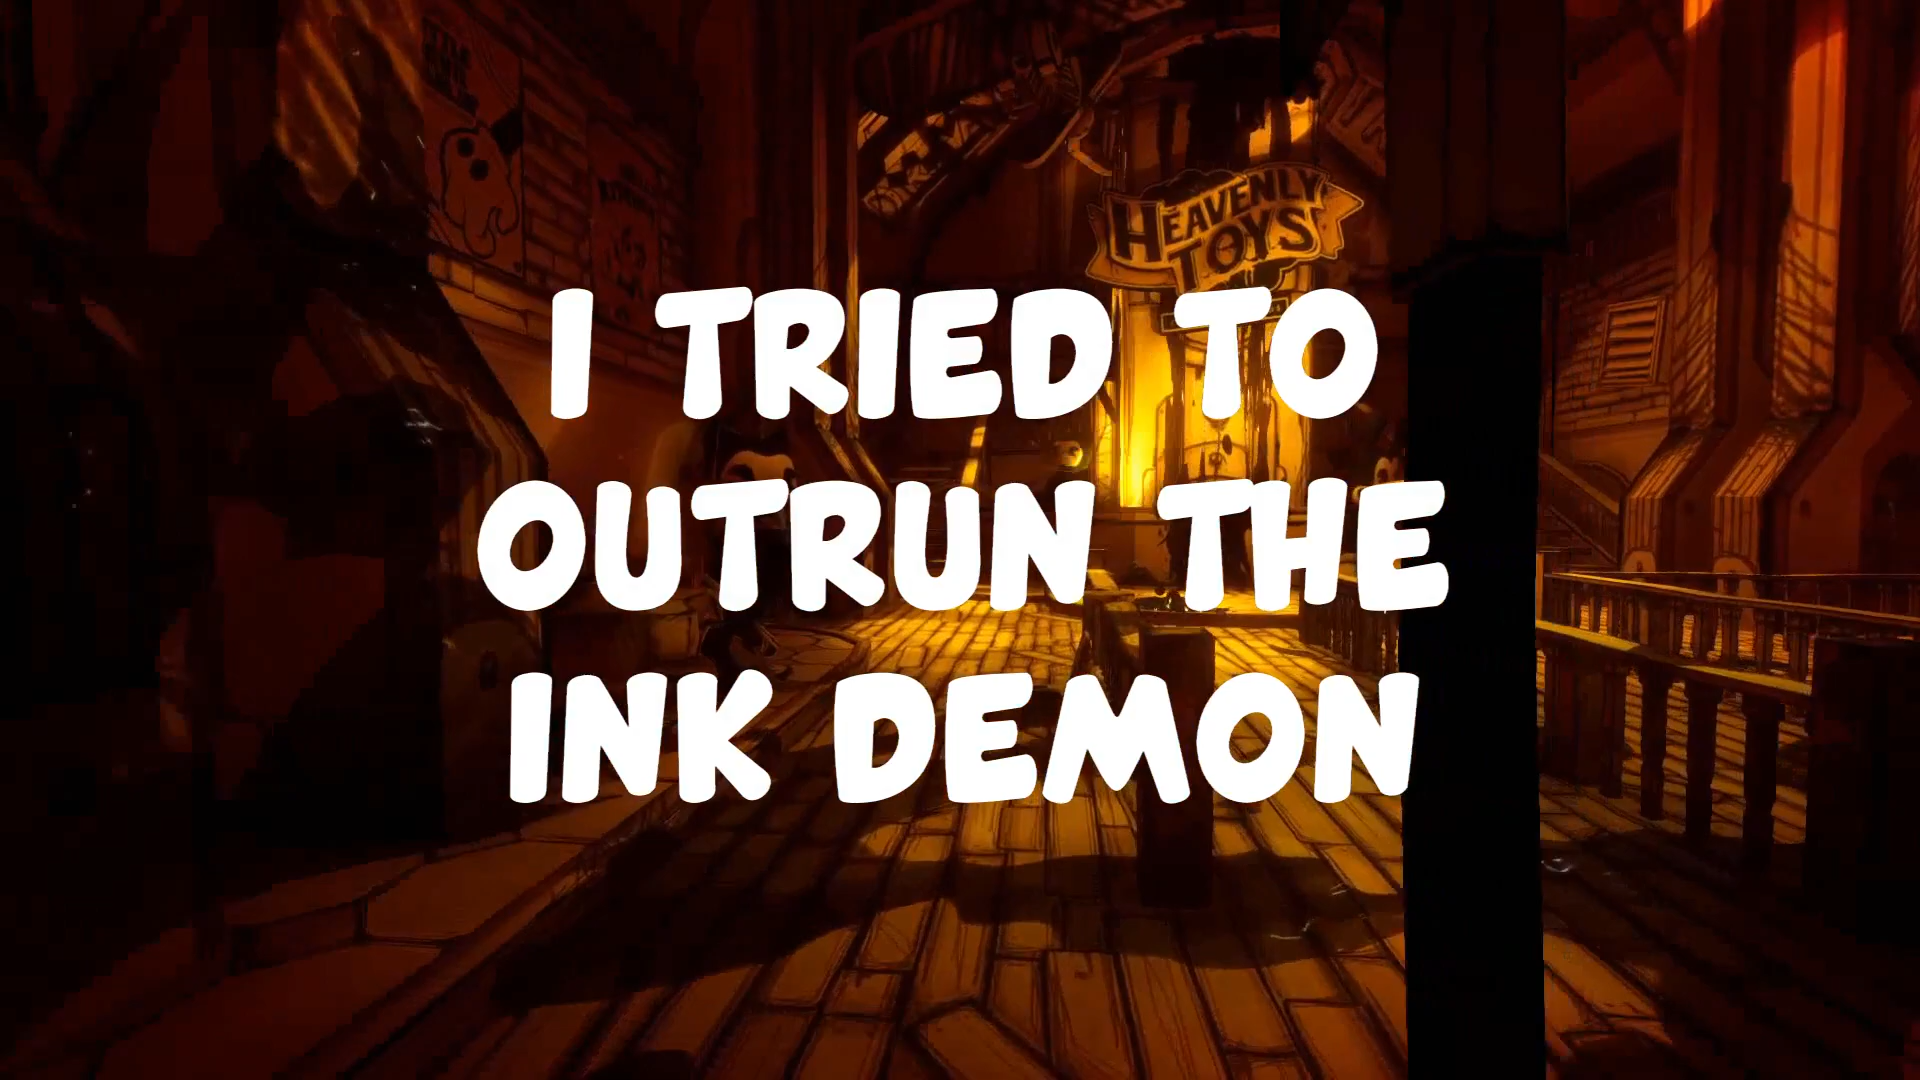 HEAVENLY
TOYS
I TRIED TO
OUTRUN THE
INK DEMON